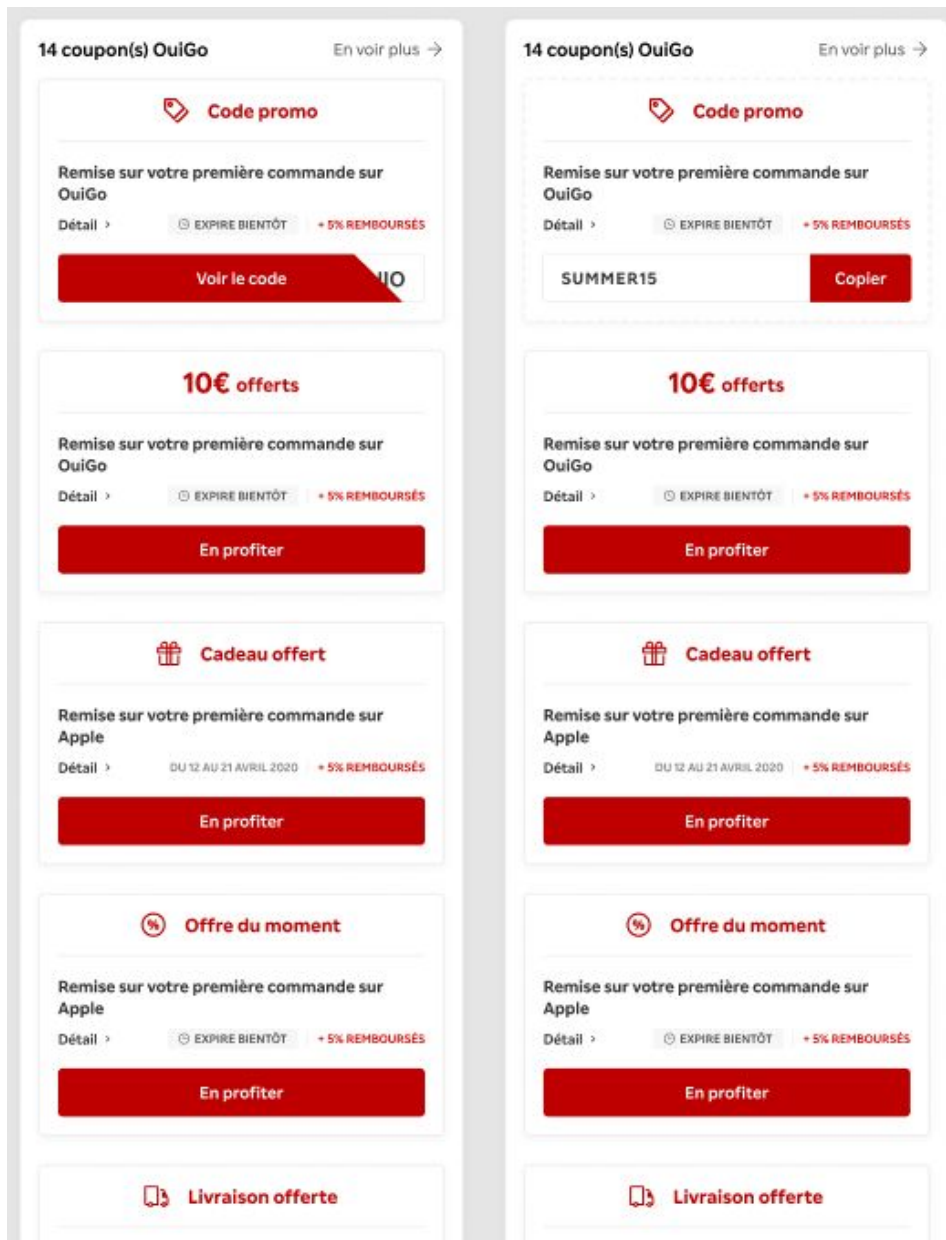 14 coupon(s) OuiGo
En voir plus →
Code promo
Remise sur votre première commande sur
OuiGo
Détail ›
EXPIRE BIENTÔT
+ 5% REMBOURSÉS
Voir le code
10€ offerts
Remise sur votre première commande sur
OuiGo
Détail ›
EXPIRE BIENTÔT
+ 5% REMBOURSÉS
En profiter
Cadeau offert
Remise sur votre première commande sur
Apple
Détail ›
DU 12 AU 21 AVRIL 2020
+ 5% REMBOURSÉS
En profiter
Offre du moment
Remise sur votre première commande sur
Apple
Détail ›
EXPIRE BIENTÔT
+ 5% REMBOURSÉS
En profiter
Livraison offerte
14 coupon(s) OuiGo
En voir plus →
Code promo
Remise sur votre première commande sur
OuiGo
Détail ›
EXPIRE BIENTÔT
+ 5% REMBOURSÉS
SUMMER15
Copier
10€ offerts
Remise sur votre première commande sur
OuiGo
Détail ›
EXPIRE BIENTÔT
+ 5% REMBOURSÉS
En profiter
Cadeau offert
Remise sur votre première commande sur
Apple
Détail ›
DU 12 AU 21 AVRIL 2020
+ 5% REMBOURSÉS
En profiter
Offre du moment
Remise sur votre première commande sur
Apple
Détail ›
EXPIRE BIENTÔT
+ 5% REMBOURSÉS
En profiter
Livraison offerte